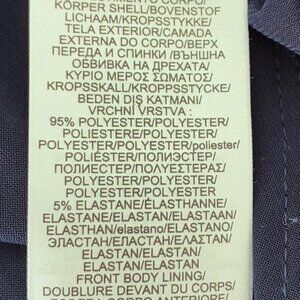 KÖRPER SHELL/BOVENSTOF
LICHAAM/KROPSSTYKKE/
TELA EXTERIOR/CAMADA
EXTERNA DO CORPO/ВЕРХ
ПЕРЕДА И СПИНКИ/ВЪНШНА
ОБВИВКА НА ДРЕХАТА/
ΚΥΡΙΟ ΜΕΡΟΣ ΣΩΜΑΤΟΣ/
KROPSSKALL/KROPPSSTYCKE/
BEDEN DIŞ KATMANI/
VRCHNÍ VRSTVA :
95% POLYESTER/POLYESTER/
POLIESTERE/POLYESTER/
POLYESTER/POLYESTER/poliester/
POLIÉSTER/ПОЛИЭСТЕР/
ПОЛИЕСТЕР/ΠΟΛΥΕΣΤΕΡΑΣ/
POLYESTER/POLYESTER/
POLYESTER/POLYESTER
5% ELASTANE/ÉLASTHANNE/
ELASTANE/ELASTAN/ELASTAAN/
ELASTHAN/elastano/ELASTANO/
ЭЛАСТАН/ЕЛАСТАН/ΕΛΑΣΤΑΝ/
ELASTAN/ELASTAN/
ELASTAN/ELASTAN
FRONT BODY LINING/
DOUBLURE DEVANT DU CORPS/